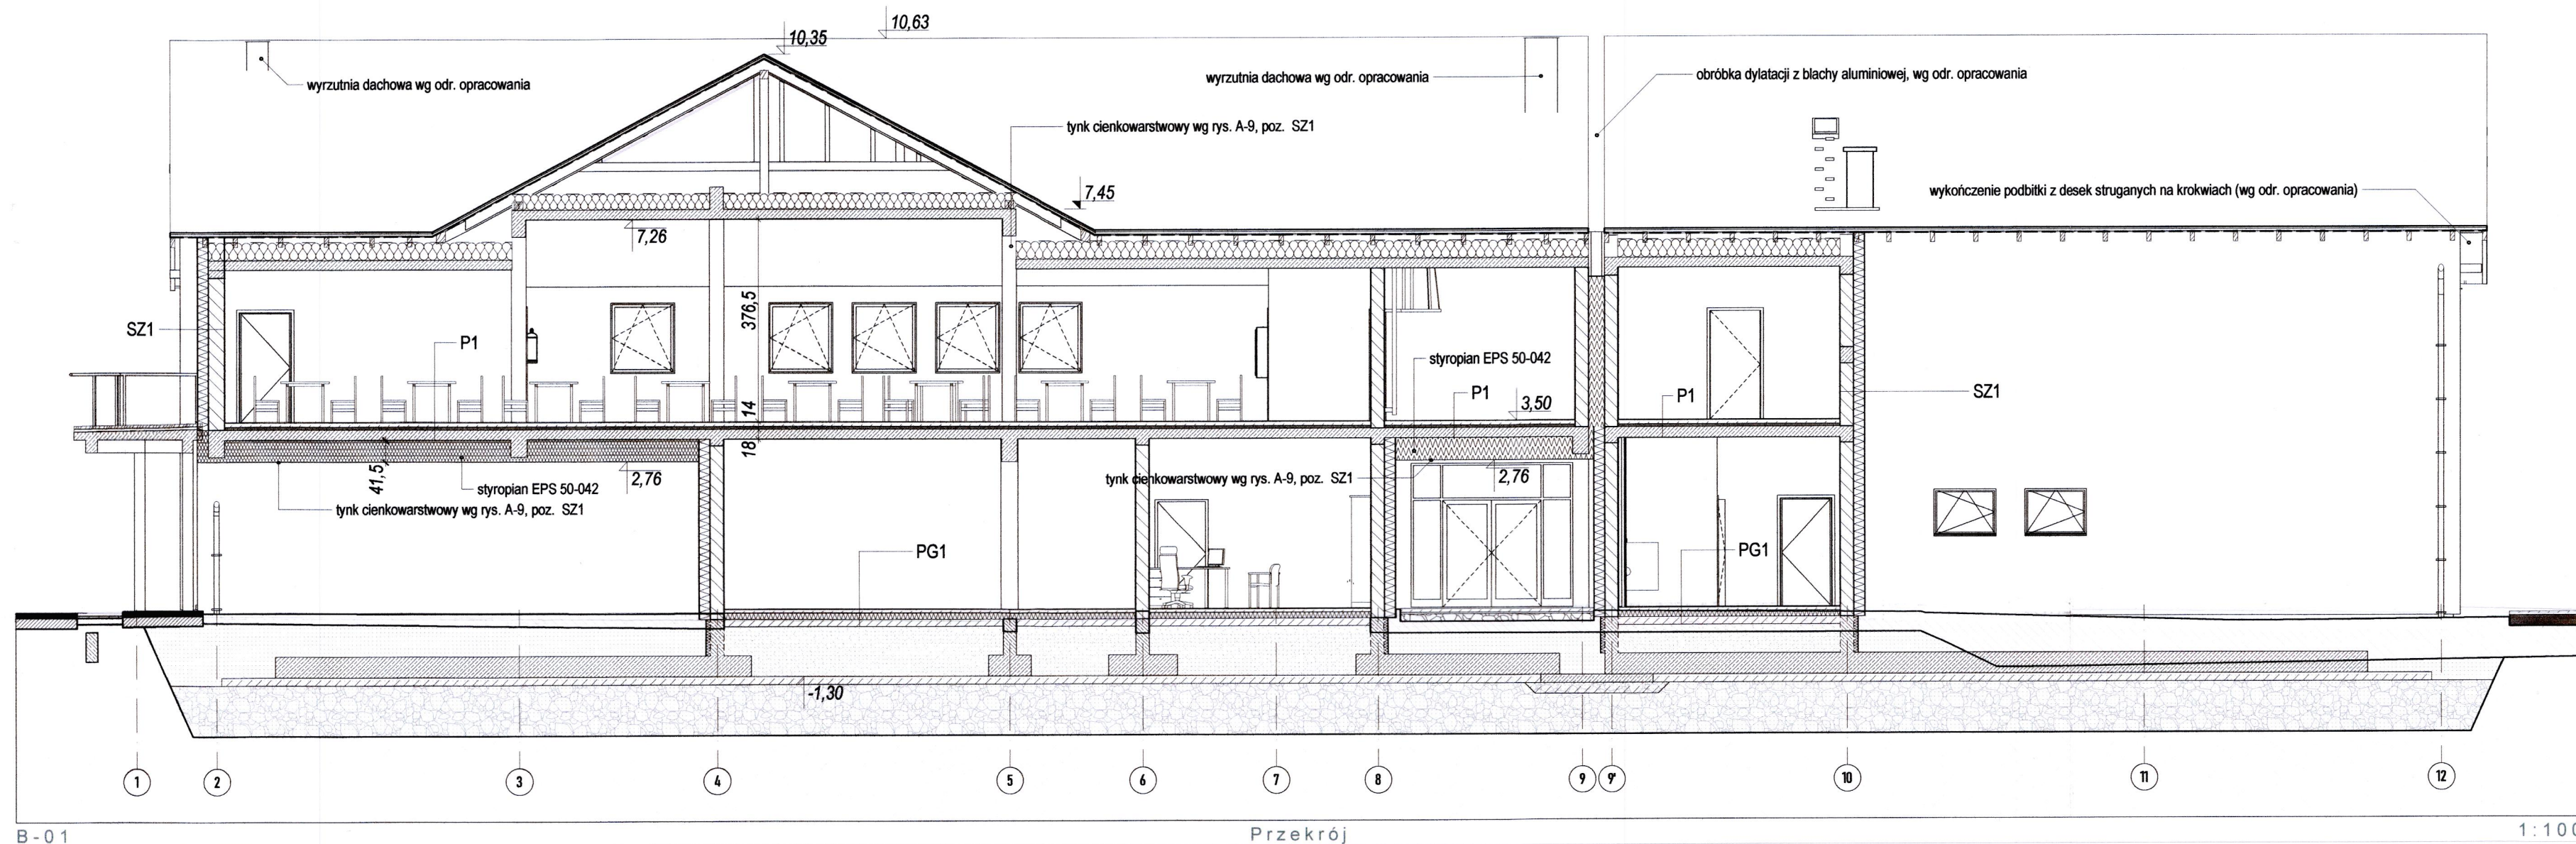 10,63
10,35
wyrzutnia dachowa wg odr. opracowania
wyrzutnia dachowa wg odr. opracowania
obróbka dylatacji z blachy aluminiowej, wg odr. opracowania
tynk cienkowarstwowy wg rys. A-9, poz. SZ1
7,45
wykończenie podbitki z desek struganych na krokwiach (wg odr. opracowania)
7,26
376,5
SZ1
P1
styropian EPS 50-042
P1
3,50
P1
SZ1
14
18
41,5
2,76
styropian EPS 50-042
tynk cienkowarstwowy wg rys. A-9, poz. SZ1
tynk cienkowarstwowy wg rys. A-9, poz. SZ1
2,76
PG1
PG1
-1,30
1
2
3
4
5
6
7
8
9
9'
10
11
12
B-01
Przekrój
1:100